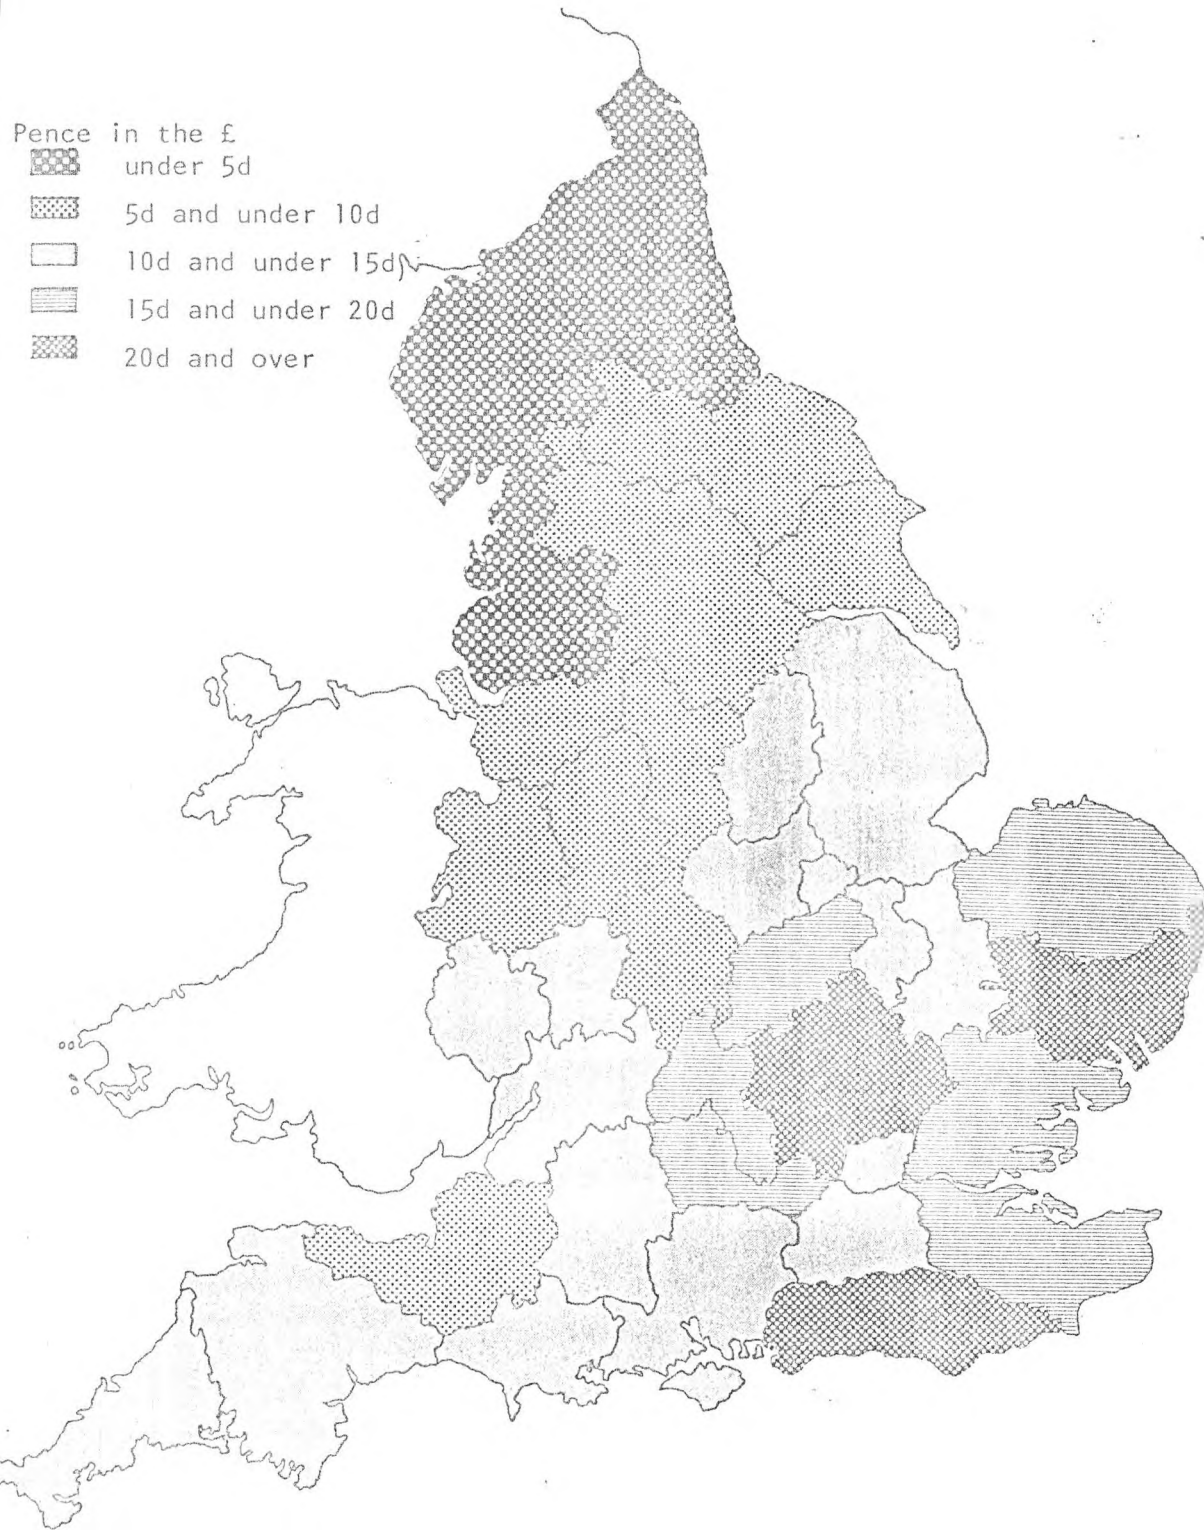 Pence in the £
under 5d
5d and under 10d
10d and under 15d
15d and under 20d
20d and over